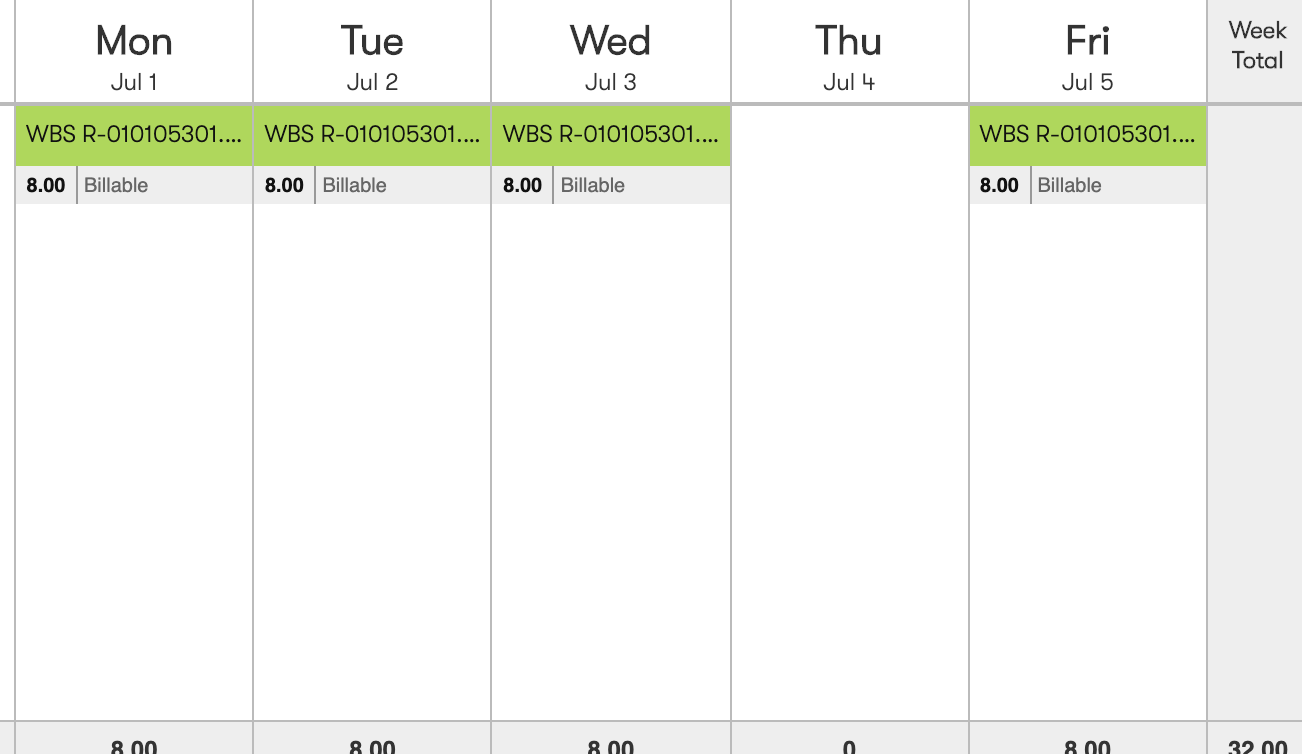 Mon Tue Wed Thu Fri Week
Total
Jul 1 Jul 2 Jul 3 Jul 4 Jul 5
WBS R-010105301.... WBS R-010105301.... WBS R-010105301.... WBS R-010105301....
8.00 Billable 8.00 Billable 8.00 Billable 8.00 Billable
8.00 8.00 8.00 0 8.00 32.00